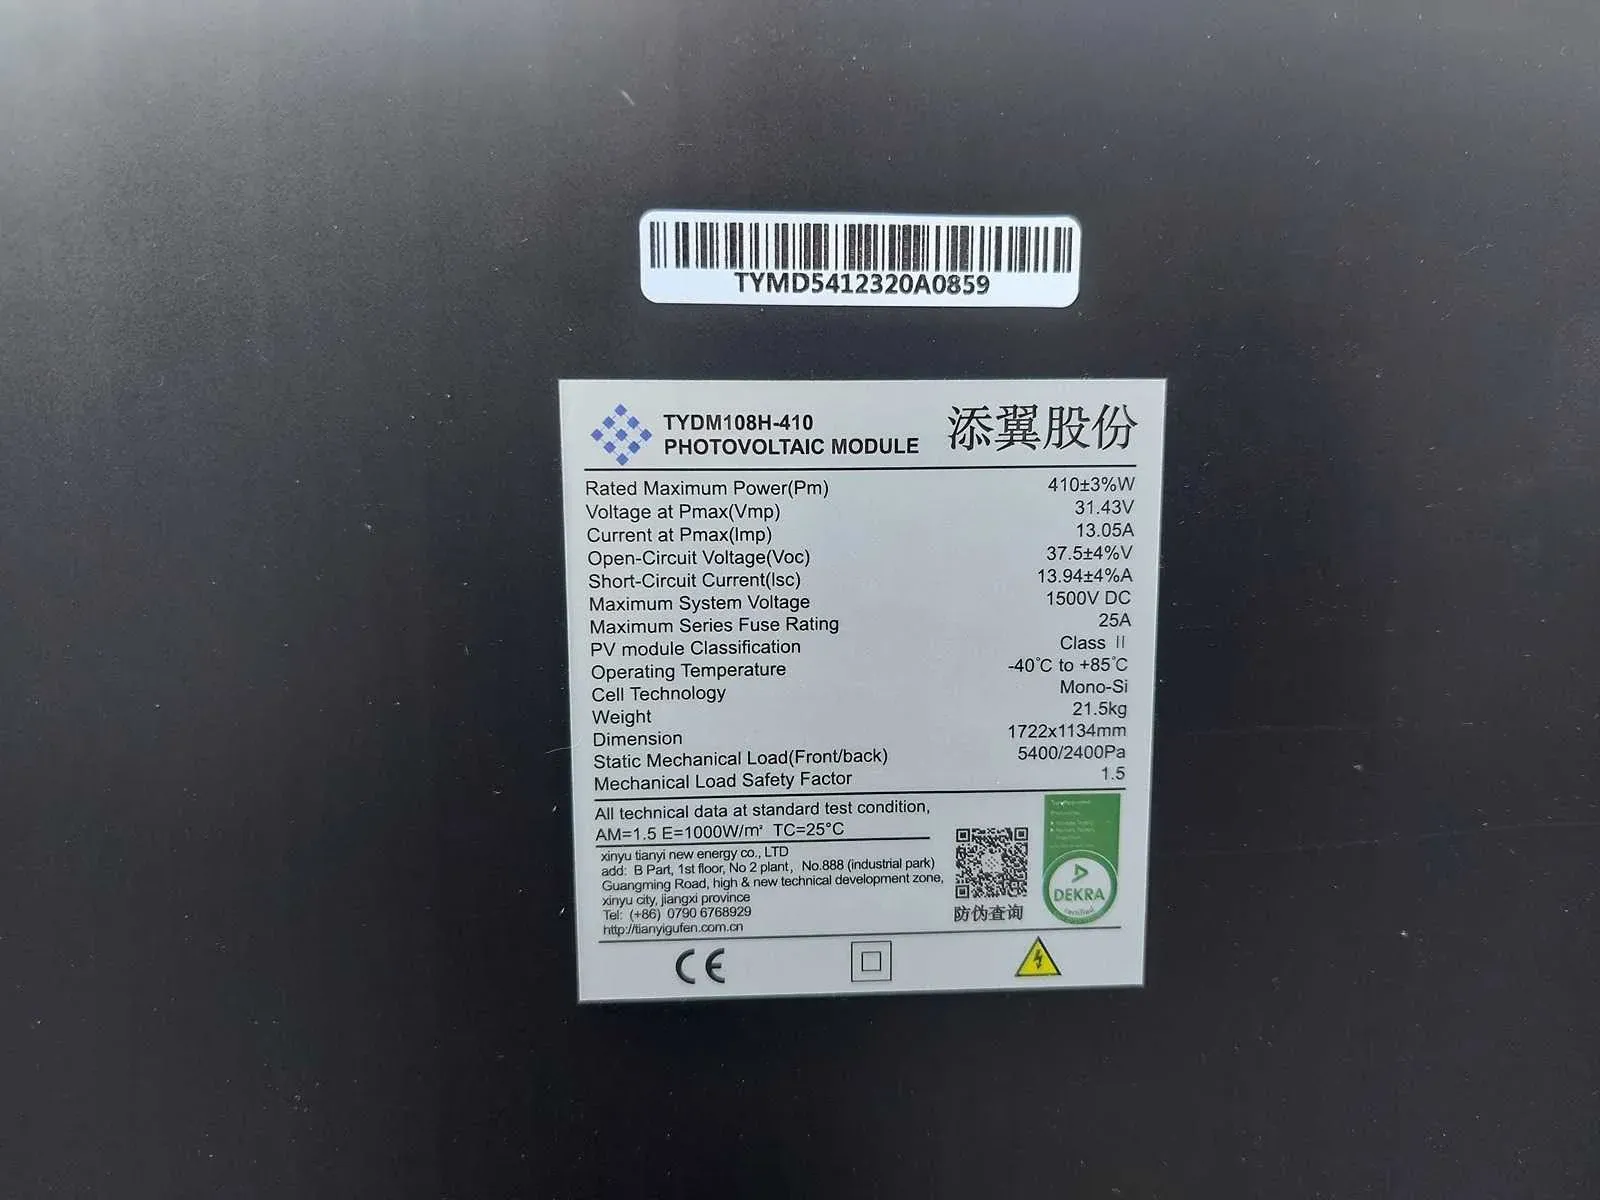 TYMD5412320A0859
TYDM108H-410
PHOTOVOLTAIC MODULE
添翼股份
Rated Maximum Power(Pm) 410±3%W
Voltage at Pmax(Vmp) 31.43V
Current at Pmax(Imp) 13.05A
Open-Circuit Voltage(Voc) 37.5±4%V
Short-Circuit Current(Isc) 13.94±4%A
Maximum System Voltage 1500V DC
Maximum Series Fuse Rating 25A
PV module Classification Class II
Operating Temperature -40℃ to +85℃
Cell Technology Mono-Si
Weight 21.5kg
Dimension 1722x1134mm
Static Mechanical Load(Front/back) 5400/2400Pa
Mechanical Load Safety Factor 1.5
All technical data at standard test condition,
AM=1.5 E=1000W/m² TC=25°C
xinyu tianyi new energy co., LTD
add: B Part, 1st floor, No 2 plant, No.888 (industrial park)
Guangming Road, high & new technical development zone,
xinyu city, jiangxi province
Tel: (+86) 0790 6768929
http://tianyigufen.com.cn
防伪查询
DEKRA
certified
CE